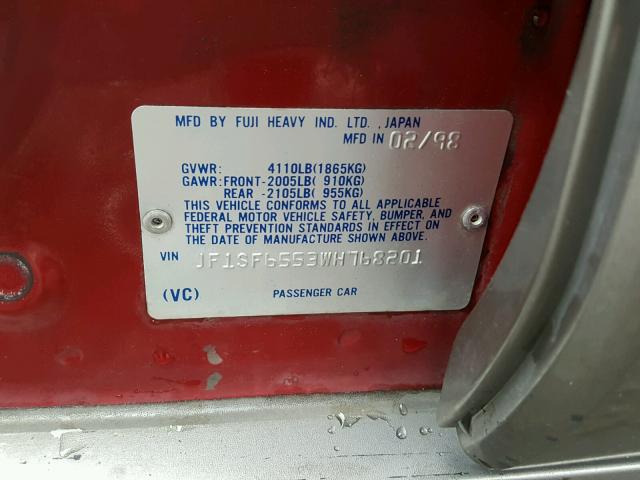 MFD BY FUJI HEAVY IND. LTD. ,JAPAN
MFD IN 02/98
GVWR: 4110LB(1865KG)
GAWR:FRONT-2005LB( 910KG)
REAR -2105LB( 955KG)
THIS VEHICLE CONFORMS TO ALL APPLICABLE
FEDERAL MOTOR VEHICLE SAFETY, BUMPER, AND
THEFT PREVENTION STANDARDS IN EFFECT ON
THE DATE OF MANUFACTURE SHOWN ABOVE.
VIN JF1SF6553WH768201
(VC) PASSENGER CAR